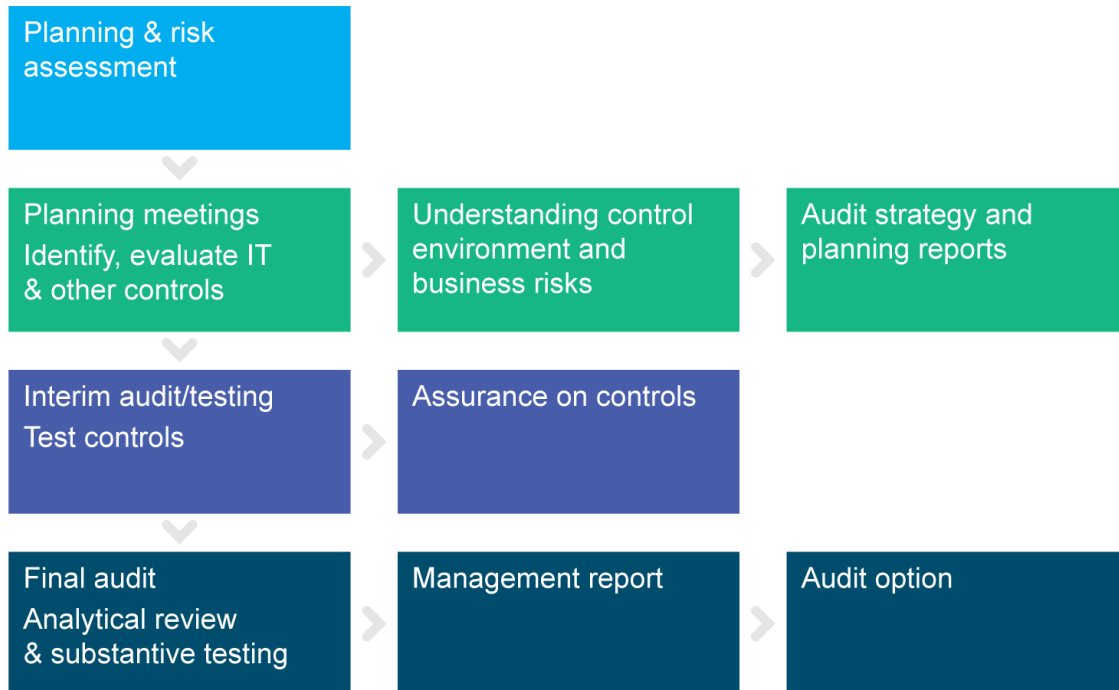 Planning & risk
assessment
Planning meetings
Identify, evaluate IT
& other controls
Understanding control
environment and
business risks
Audit strategy and
planning reports
Interim audit/testing
Test controls
Assurance on controls
Final audit
Analytical review
& substantive testing
Management report
Audit option